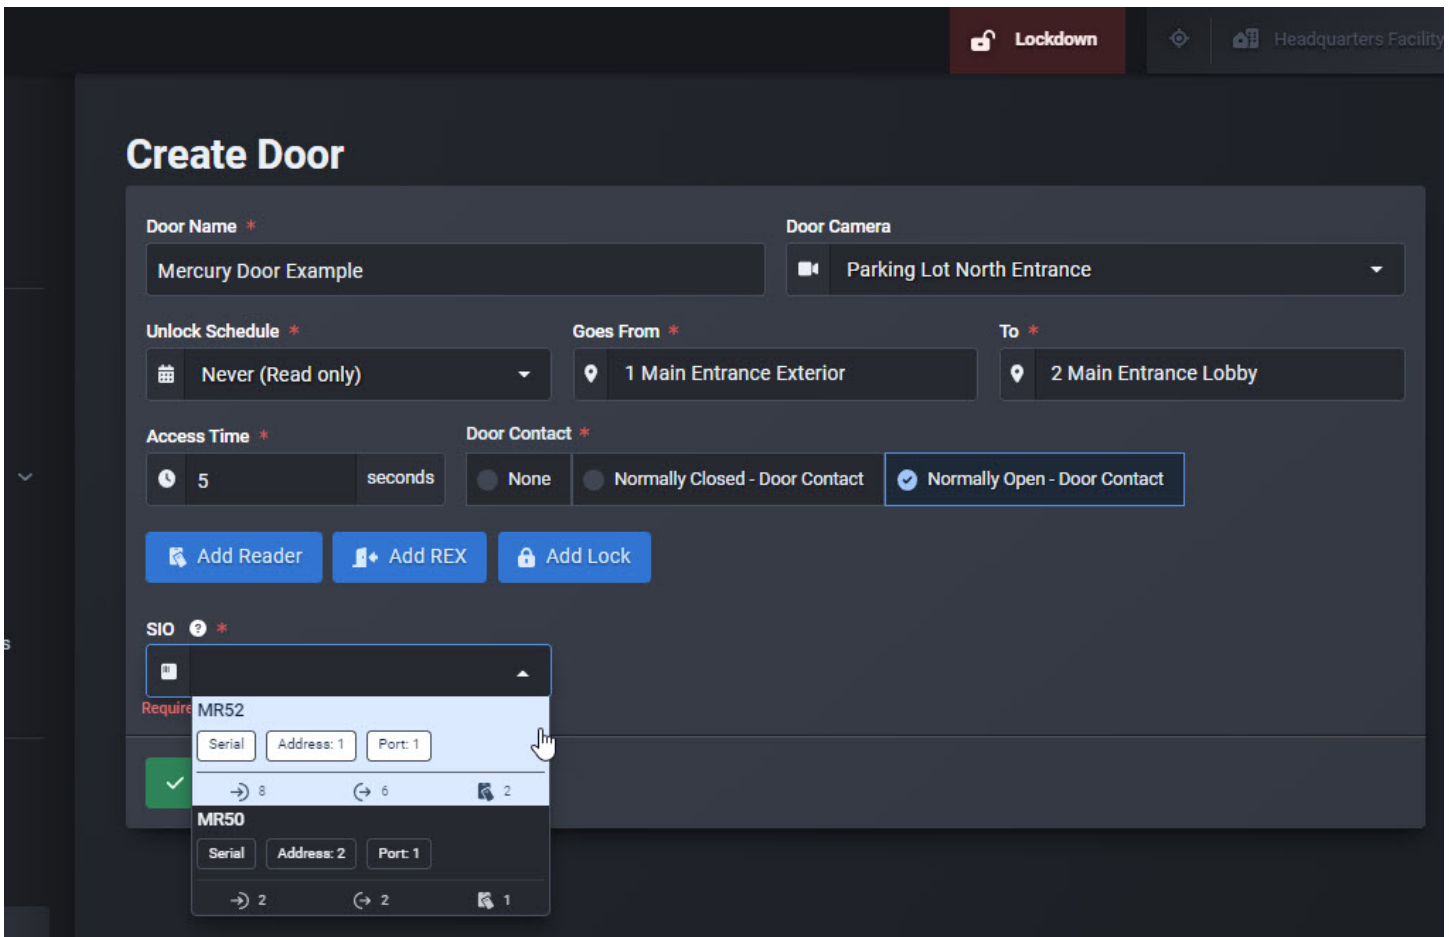 Lockdown
Headquarters Facility
Create Door
Door Name *
Door Camera
Mercury Door Example
Parking Lot North Entrance
Unlock Schedule *
Goes From *
To *
Never (Read only)
1 Main Entrance Exterior
2 Main Entrance Lobby
Access Time *
Door Contact *
5 seconds
None
Normally Closed - Door Contact
Normally Open - Door Contact
Add Reader
Add REX
Add Lock
SIO ? *
s
MR52
Serial
Address: 1
Port: 1
8
6
2
MR50
Serial
Address: 2
Port: 1
2
2
1